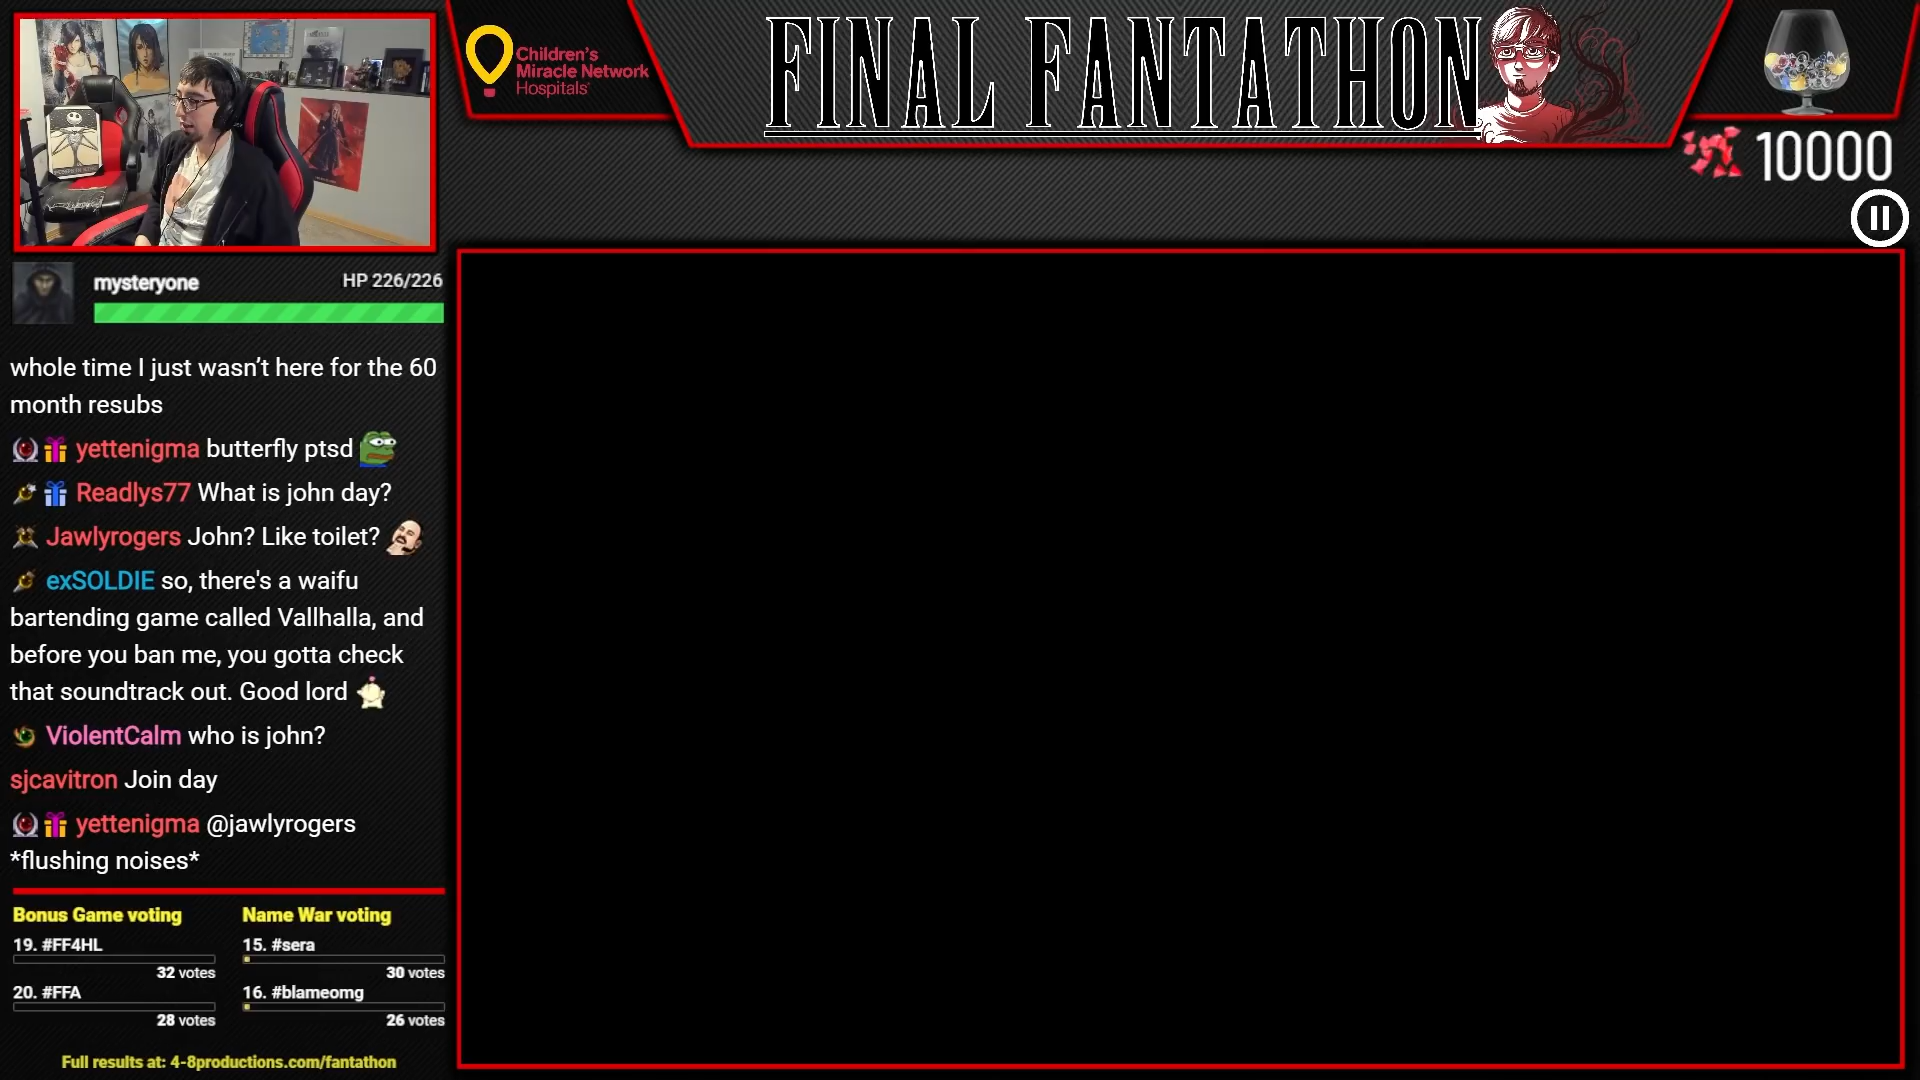 Children's
Miracle Network
Hospitals
FINAL FANTATHON
10000
mysteryone
HP 226/226
whole time I just wasn’t here for the 60
month resubs
yettenigma butterfly ptsd
Readlys77 What is john day?
Jawlyrogers John? Like toilet?
exSOLDIE so, there's a waifu
bartending game called Vallhalla, and
before you ban me, you gotta check
that soundtrack out. Good lord
ViolentCalm who is john?
sjcavitron Join day
yettenigma @jawlyrogers
*flushing noises*
Bonus Game voting
19. #FF4HL
32 votes
20. #FFA
28 votes
Name War voting
15. #sera
30 votes
16. #blameomg
26 votes
Full results at: 4-8productions.com/fantathon